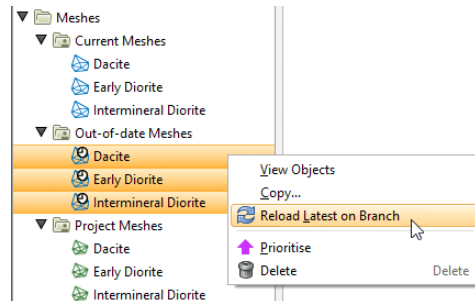 Meshes
Current Meshes
Dacite
Early Diorite
Intermineral Diorite
Out-of-date Meshes
Dacite
Early Diorite
Intermineral Diorite
Project Meshes
Dacite
Early Diorite
Intermineral Diorite
View Objects
Copy...
Reload Latest on Branch
Prioritise
Delete Delete